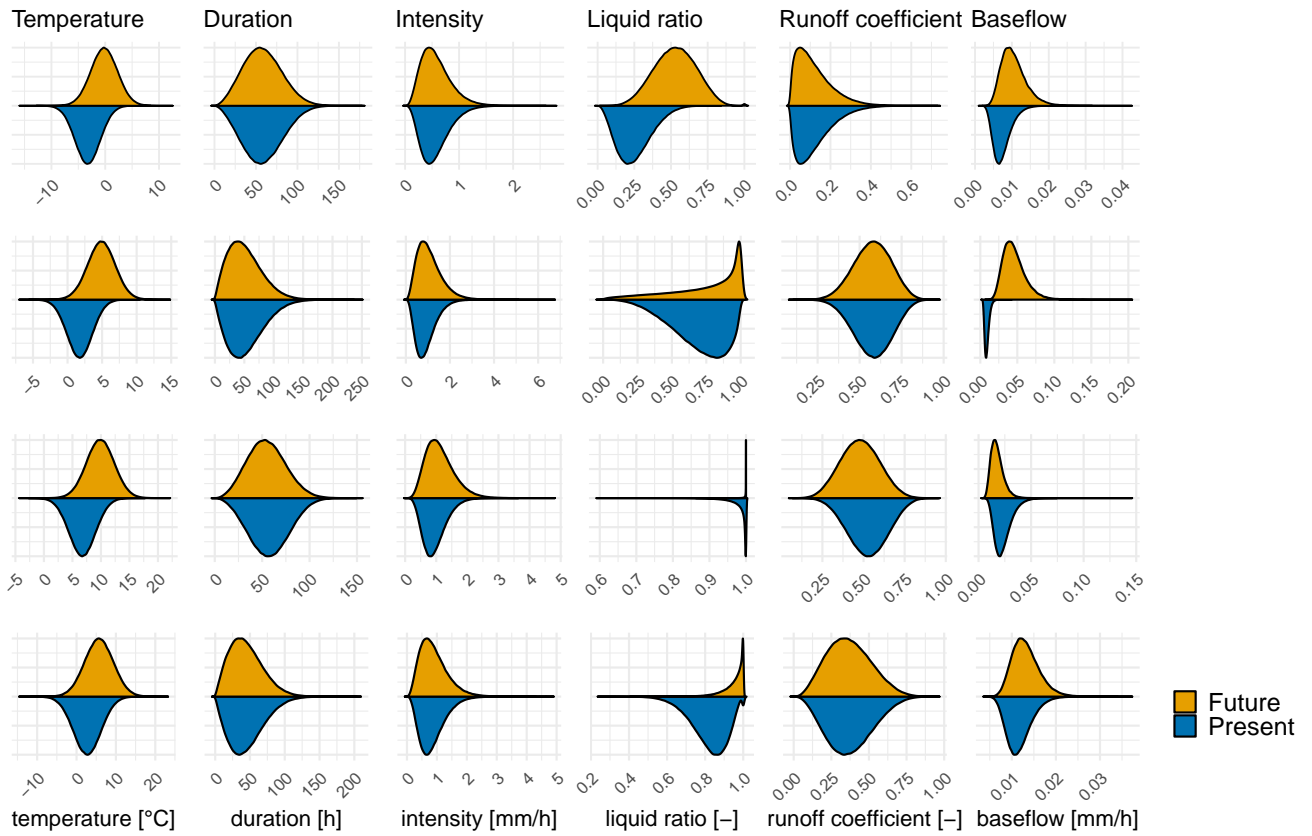 Temperature Duration Intensity Liquid ratio Runoff coefficient Baseflow
−10 0 10 0 50 100 150 0 1 2 0.00 0.25 0.50 0.75 1.00 0.0 0.2 0.4 0.6 0.00 0.01 0.02 0.03 0.04
−5 0 5 10 15 0 50 100 150 200 250 0 2 4 6 0.00 0.25 0.50 0.75 1.00 0.25 0.50 0.75 1.00 0.00 0.05 0.10 0.15 0.20
−5 0 5 10 15 20 0 50 100 150 0 1 2 3 4 5 0.6 0.7 0.8 0.9 1.0 0.25 0.50 0.75 1.00 0.00 0.05 0.10 0.15
Future
Present
−10 0 10 20 0 50 100 150 200 0 1 2 3 4 5 0.2 0.4 0.6 0.8 1.0 0.00 0.25 0.50 0.75 1.00 0.01 0.03
temperature [°C] duration [h] intensity [mm/h] liquid ratio [−] runoff coefficient [−] baseflow [mm/h]